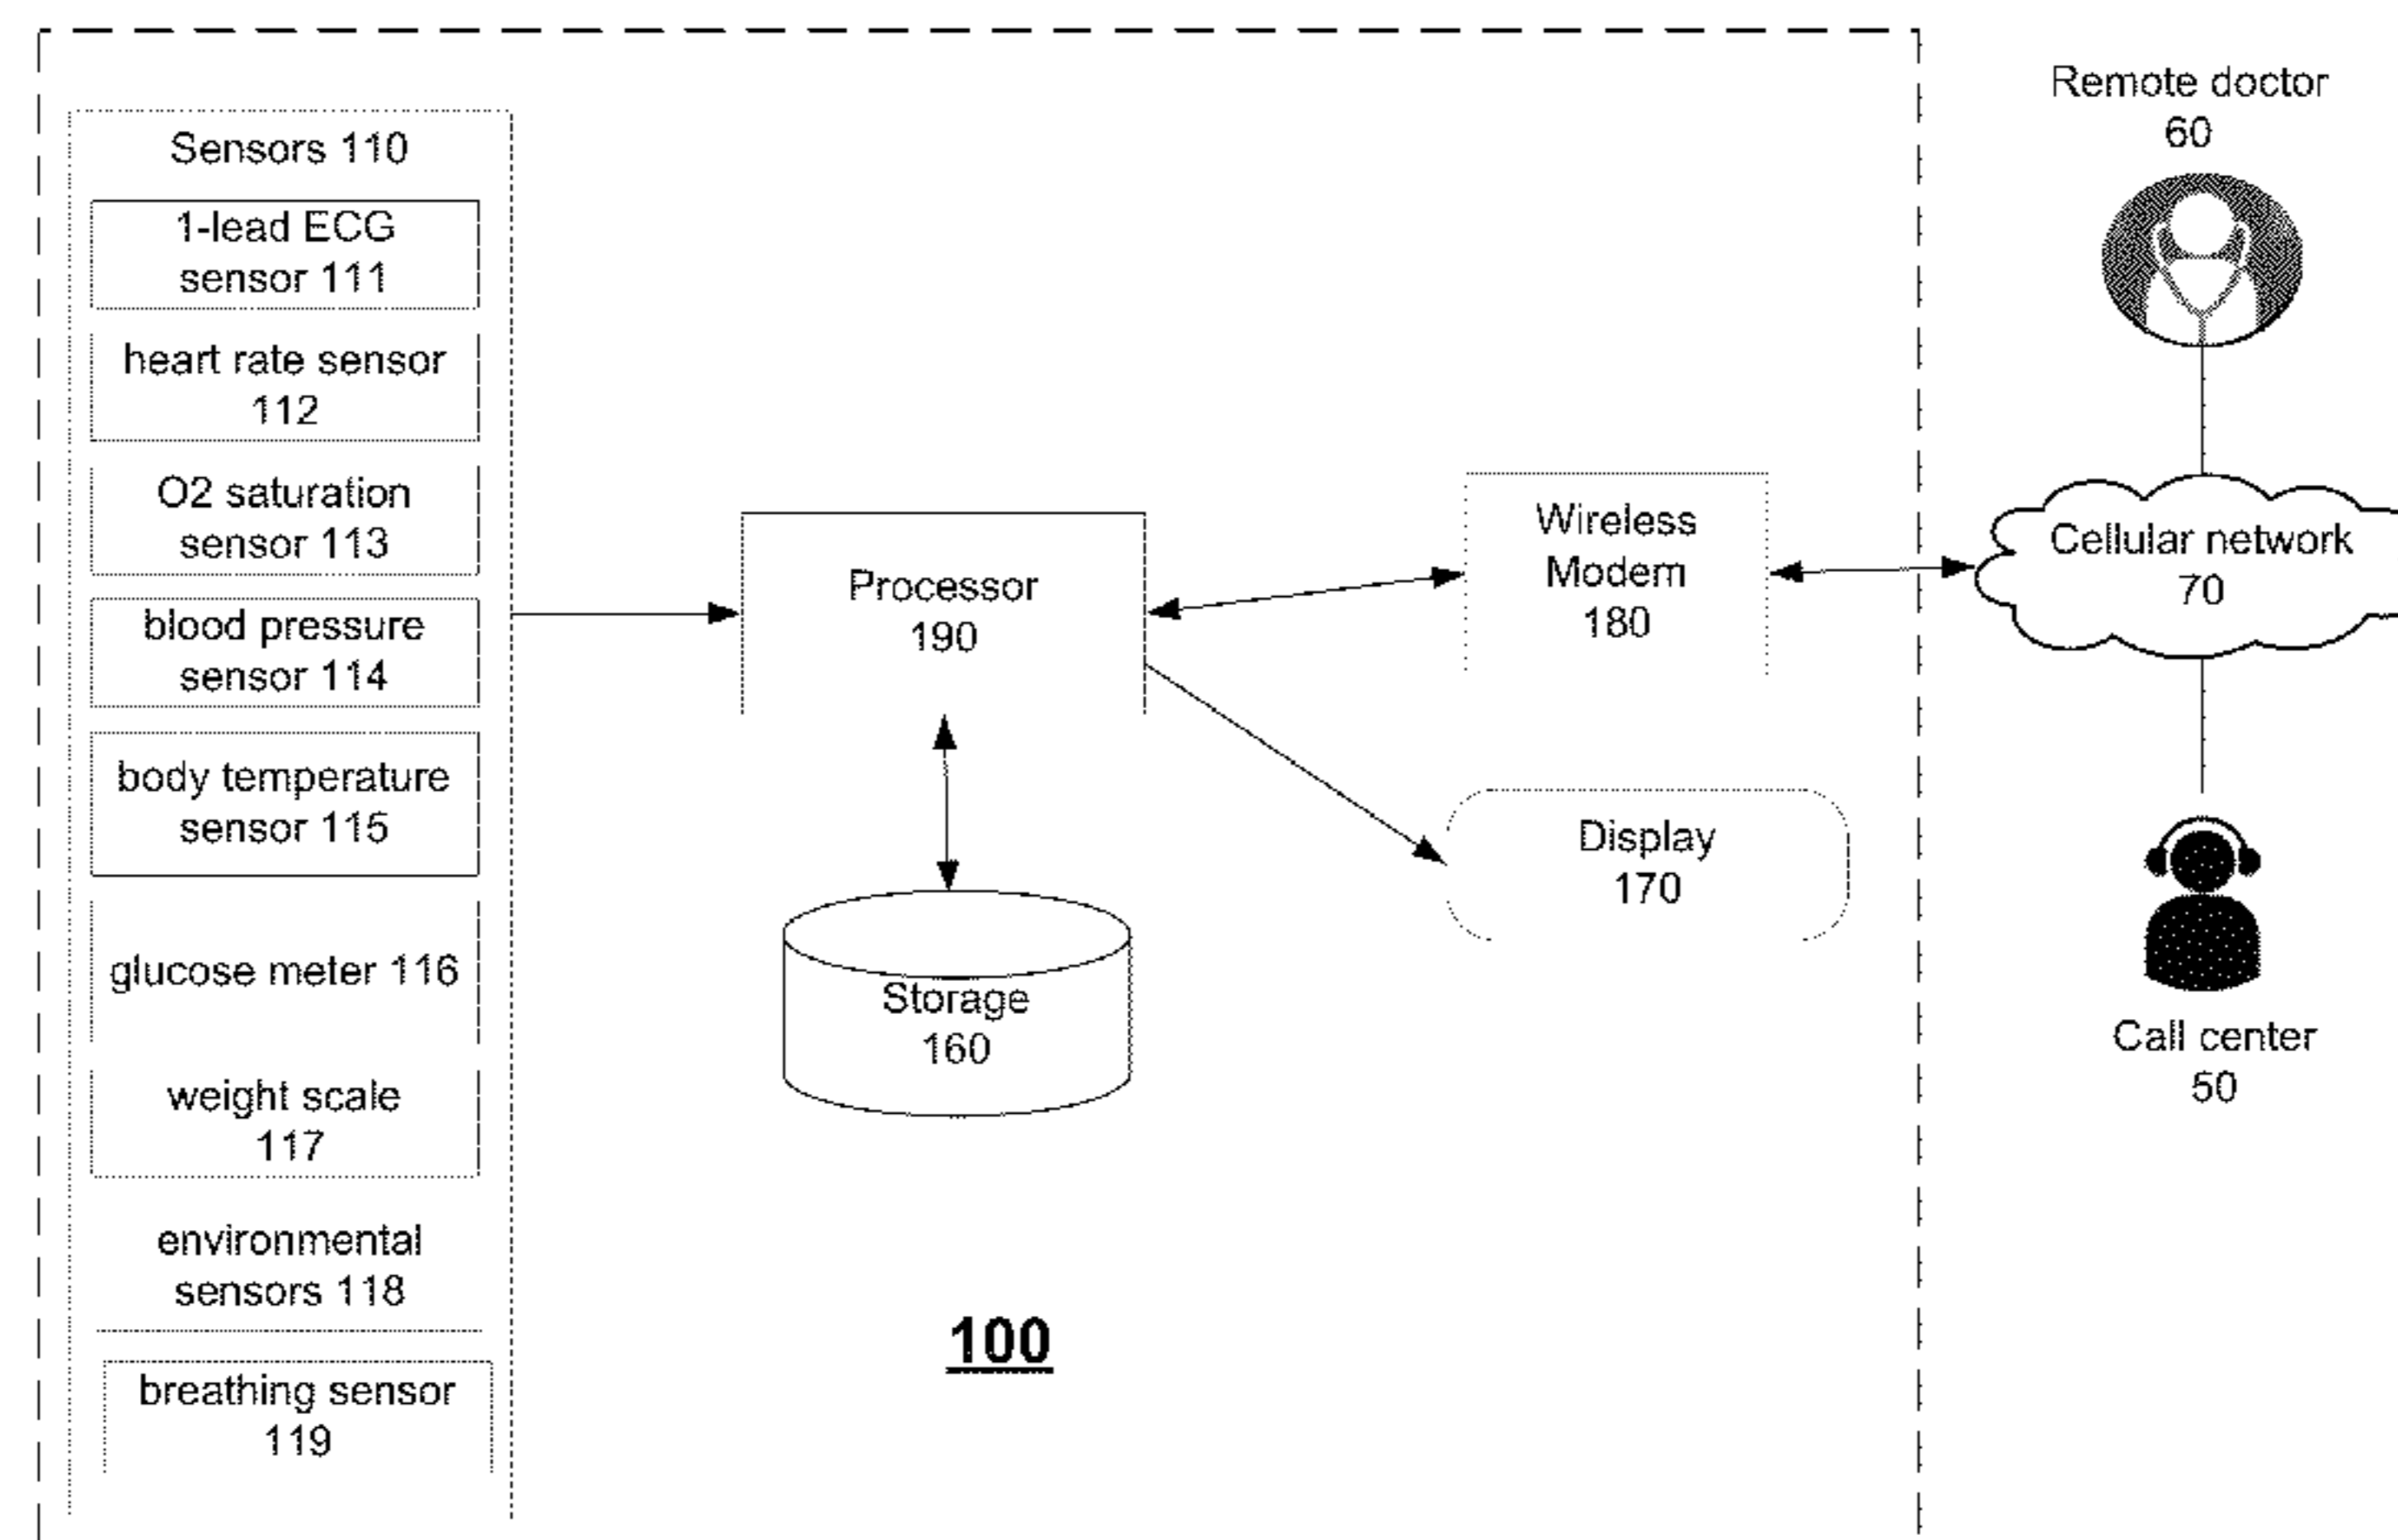 Sensors 110
1-lead ECG
sensor 111
heart rate sensor
112
O2 saturation
sensor 113
blood pressure
sensor 114
body temperature
sensor 115
glucose meter 116
weight scale
117
environmental
sensors 118
breathing sensor
119
Processor
190
Storage
160
100
Wireless
Modem
180
Display
170
Remote doctor
60
Cellular network
70
Call center
50